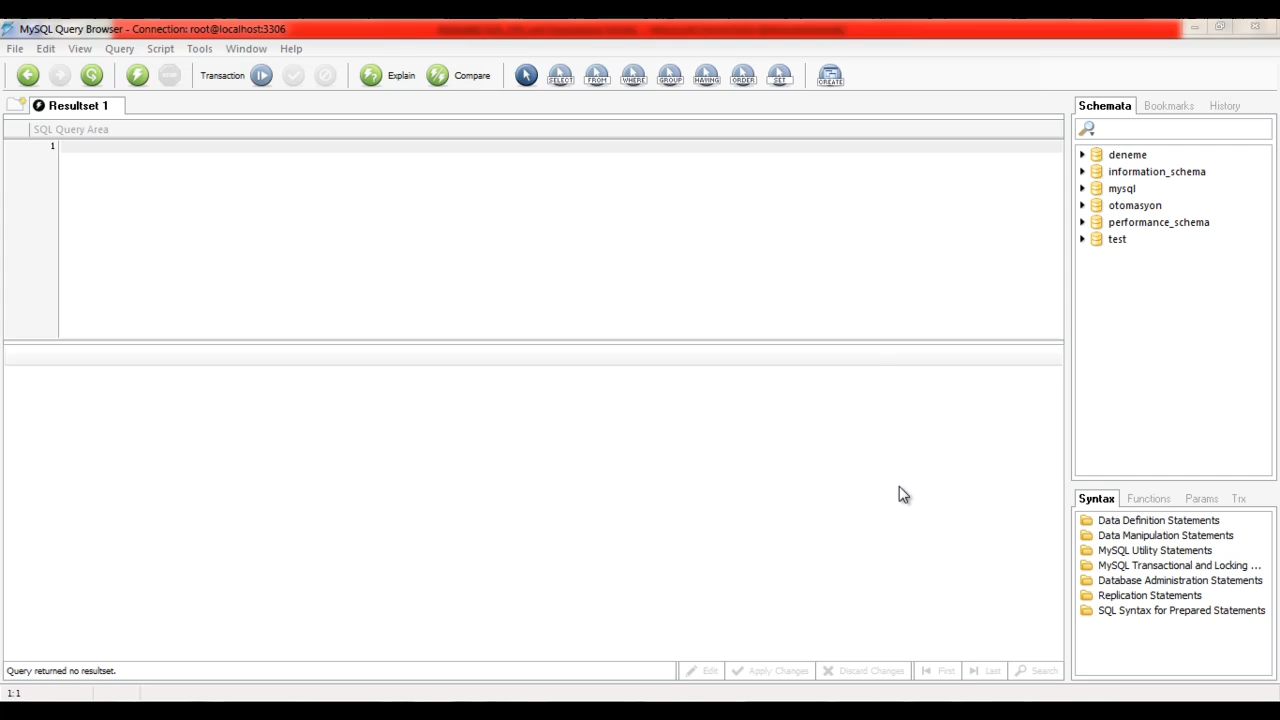 MySQL Query Browser - Connection: root@localhost:3306
File Edit View Query Script Tools Window Help
Transaction Explain Compare SELECT FROM WHERE GROUP HAVING ORDER SET CREATE
Resultset 1
SQL Query Area
1
Schemata Bookmarks History
deneme
information_schema
mysql
otomasyon
performance_schema
test
Syntax Functions Params Trx
Data Definition Statements
Data Manipulation Statements
MySQL Utility Statements
MySQL Transactional and Locking ...
Database Administration Statements
Replication Statements
SQL Syntax for Prepared Statements
Query returned no resultset.
Edit Apply Changes Discard Changes First Last Search
1:1